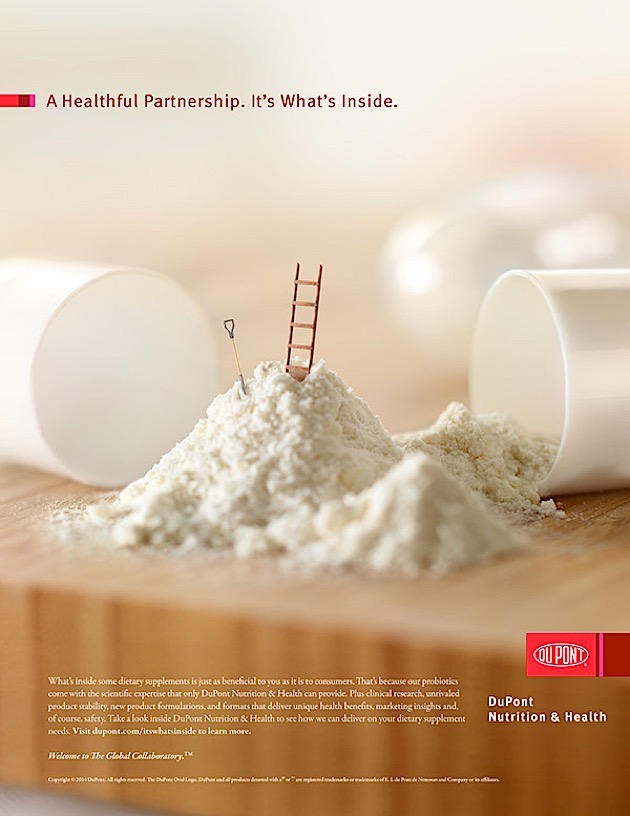 A Healthful Partnership. It's What's Inside.
What's inside some dietary supplements is just as beneficial to you as it is to consumers. That's because our probiotics
come with the scientific expertise that only DuPont Nutrition & Health can provide. Plus clinical research, unrivaled
product stability, new product formulations, and formats that deliver unique health benefits, marketing insights and,
of course, safety. Take a look inside DuPont Nutrition & Health to see how we can deliver on your dietary supplement
needs. Visit dupont.com/itswhatsinside to learn more.
Welcome to The Global Collaboratory.™
Copyright © 2014 DuPont. All rights reserved. The DuPont Oval Logo, DuPont and all products denoted with a ® or ™ are registered trademarks or trademarks of E. I. du Pont de Nemours and Company or its affiliates.
DUPONT
DuPont
Nutrition & Health